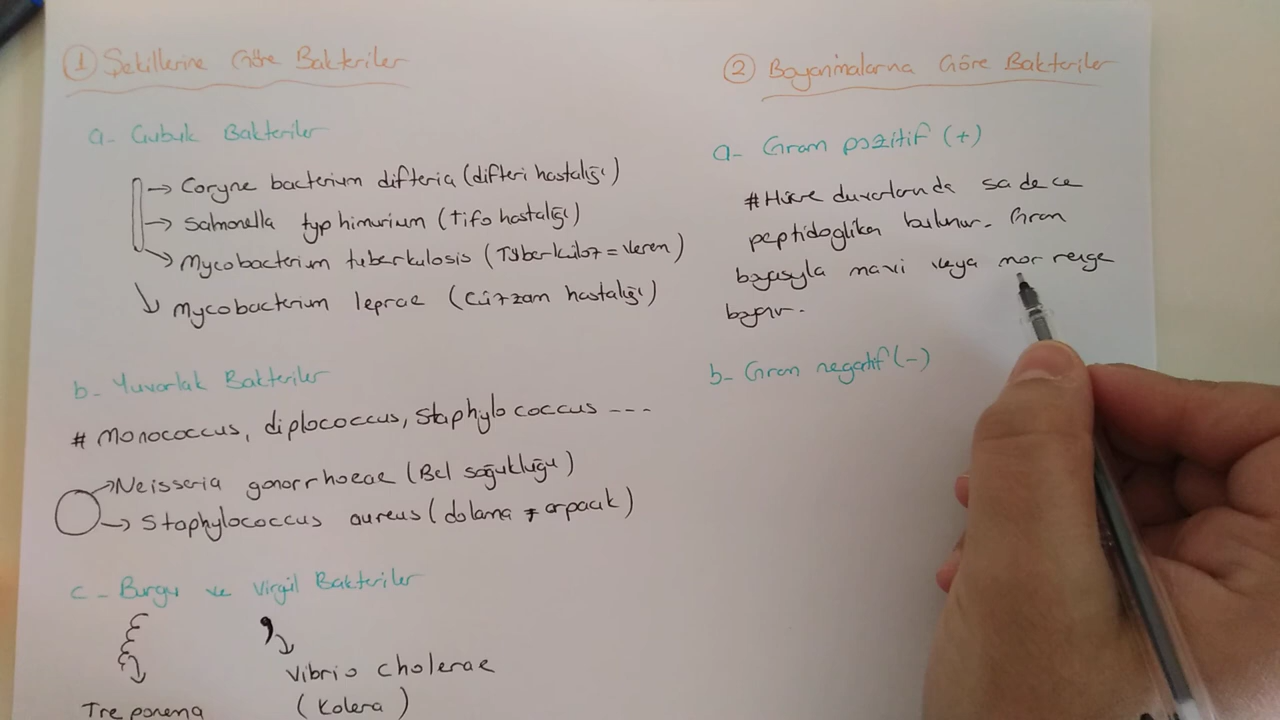 1 Şekillerine Göre Bakteriler
a- Çubuk Bakteriler
→ Coryne bacterium difteria (difteri hastalığı)
→ Salmonella typhimurium (Tifo hastalığı)
→ Mycobacterium tuberkulosis (Tüberküloz = Verem)
Mycobacterium leprae (Cüzzam hastalığı)
b- Yuvarlak Bakteriler
# Monococcus, diplococcus, Staphylococcus ---
→ Neisseria gonorrhoeae (Bel soğukluğu)
→ Staphylococcus aureus (dolama, arpacık)
c- Burgu ve Virgül Bakteriler
Vibrio cholerae
(Kolera)
Treponema
2 Boyanmalarına Göre Bakteriler
a- Gram pozitif (+)
# Hücre duvarlarında sadece
peptidoglikan bulunur. Gram
boyasıyla mavi veya mor renge
boyanır.
b- Gram negatif (-)